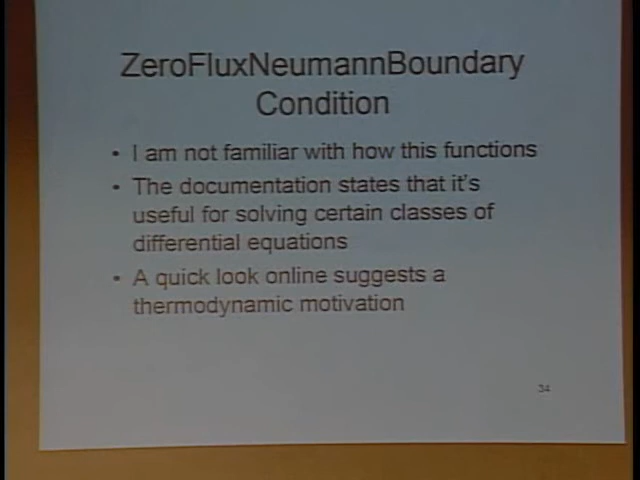 ZeroFluxNeumannBoundary
Condition
• I am not familiar with how this functions
• The documentation states that it's
useful for solving certain classes of
differential equations
• A quick look online suggests a
thermodynamic motivation
34